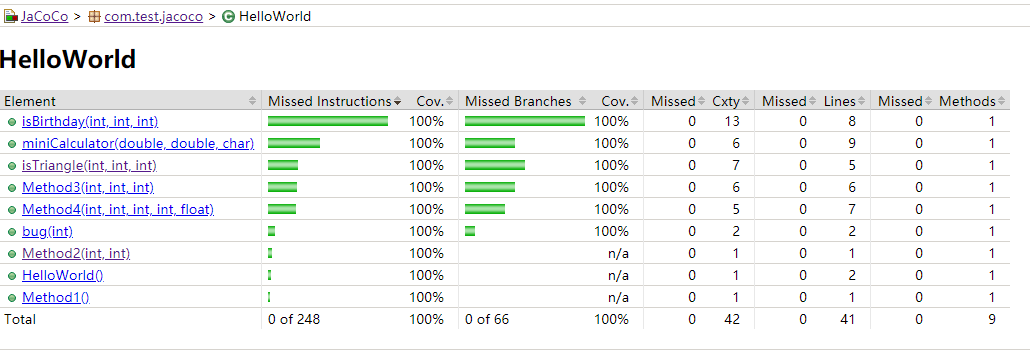 JaCoCo > com.test.jacoco > HelloWorld
HelloWorld
Element Missed Instructions Cov. Missed Branches Cov. Missed Cxty Missed Lines Missed Methods
isBirthday(int, int, int) 100% 100% 0 13 0 8 0 1
miniCalculator(double, double, char) 100% 100% 0 6 0 9 0 1
isTriangle(int, int, int) 100% 100% 0 7 0 5 0 1
Method3(int, int, int) 100% 100% 0 6 0 6 0 1
Method4(int, int, int, int, float) 100% 100% 0 5 0 7 0 1
bug(int) 100% 100% 0 2 0 2 0 1
Method2(int, int) 100% n/a 0 1 0 1 0 1
HelloWorld() 100% n/a 0 1 0 2 0 1
Method1() 100% n/a 0 1 0 1 0 1
Total 0 of 248 100% 0 of 66 100% 0 42 0 41 0 9